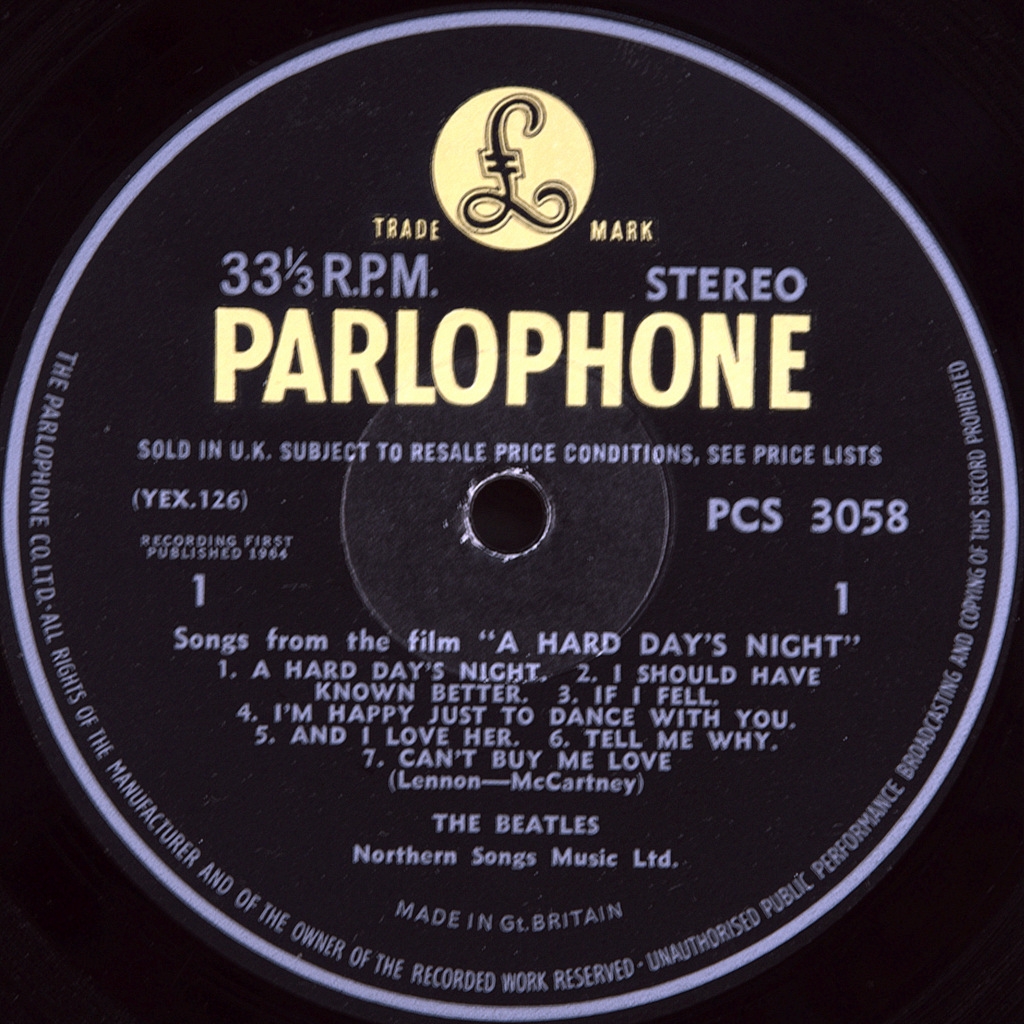 £
TRADE MARK
33⅓ R.P.M. STEREO
PARLOPHONE
SOLD IN U.K. SUBJECT TO RESALE PRICE CONDITIONS, SEE PRICE LISTS
(YEX.126) PCS 3058
RECORDING FIRST
PUBLISHED 1964
1 1
Songs from the film "A HARD DAY'S NIGHT"
1. A HARD DAY'S NIGHT. 2. I SHOULD HAVE
KNOWN BETTER. 3. IF I FELL.
4. I'M HAPPY JUST TO DANCE WITH YOU.
5. AND I LOVE HER. 6. TELL ME WHY.
7. CAN'T BUY ME LOVE
(Lennon—McCartney)
THE BEATLES
Northern Songs Music Ltd.
MADE IN Gt. BRITAIN
THE PARLOPHONE CO. LTD. · ALL RIGHTS OF THE MANUFACTURER AND OF THE OWNER OF THE RECORDED WORK RESERVED · UNAUTHORISED PUBLIC PERFORMANCE BROADCASTING AND COPYING OF THIS RECORD PROHIBITED